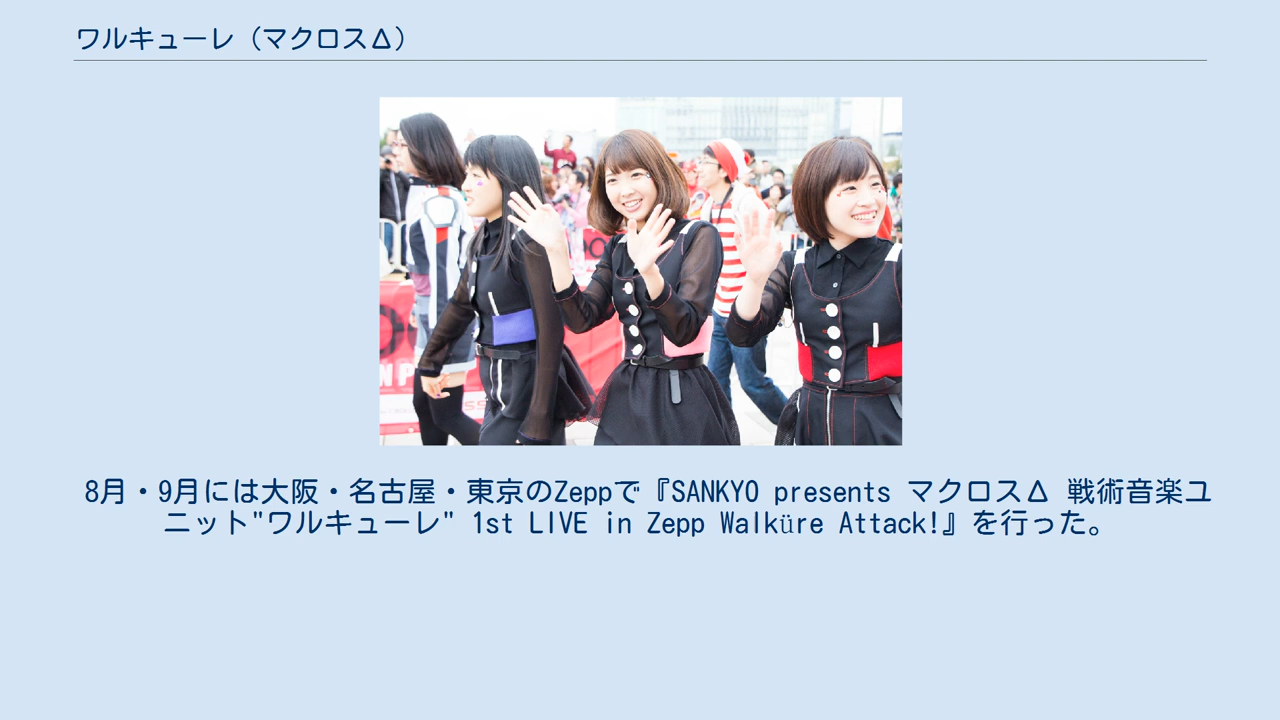 ワルキューレ（マクロスΔ）
8月・9月には大阪・名古屋・東京のZeppで『SANKYO presents マクロスΔ 戦術音楽ユ
ニット"ワルキューレ" 1st LIVE in Zepp Walküre Attack!』を行った。